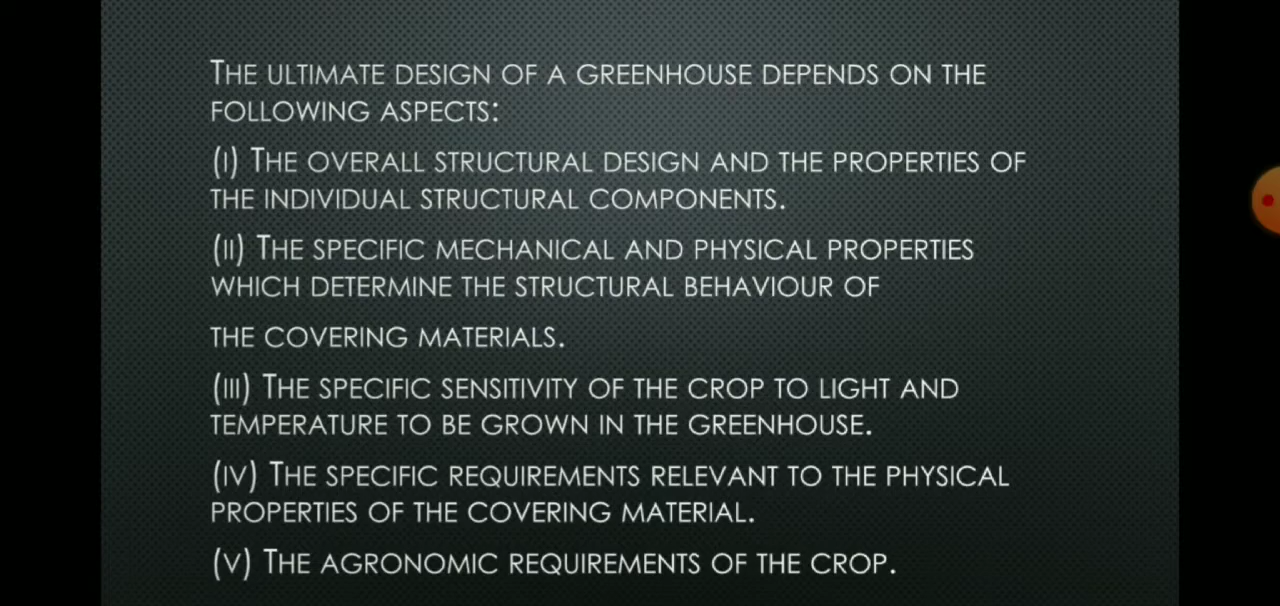 THE ULTIMATE DESIGN OF A GREENHOUSE DEPENDS ON THE
FOLLOWING ASPECTS:
(I) THE OVERALL STRUCTURAL DESIGN AND THE PROPERTIES OF
THE INDIVIDUAL STRUCTURAL COMPONENTS.
(II) THE SPECIFIC MECHANICAL AND PHYSICAL PROPERTIES
WHICH DETERMINE THE STRUCTURAL BEHAVIOUR OF
THE COVERING MATERIALS.
(III) THE SPECIFIC SENSITIVITY OF THE CROP TO LIGHT AND
TEMPERATURE TO BE GROWN IN THE GREENHOUSE.
(IV) THE SPECIFIC REQUIREMENTS RELEVANT TO THE PHYSICAL
PROPERTIES OF THE COVERING MATERIAL.
(V) THE AGRONOMIC REQUIREMENTS OF THE CROP.